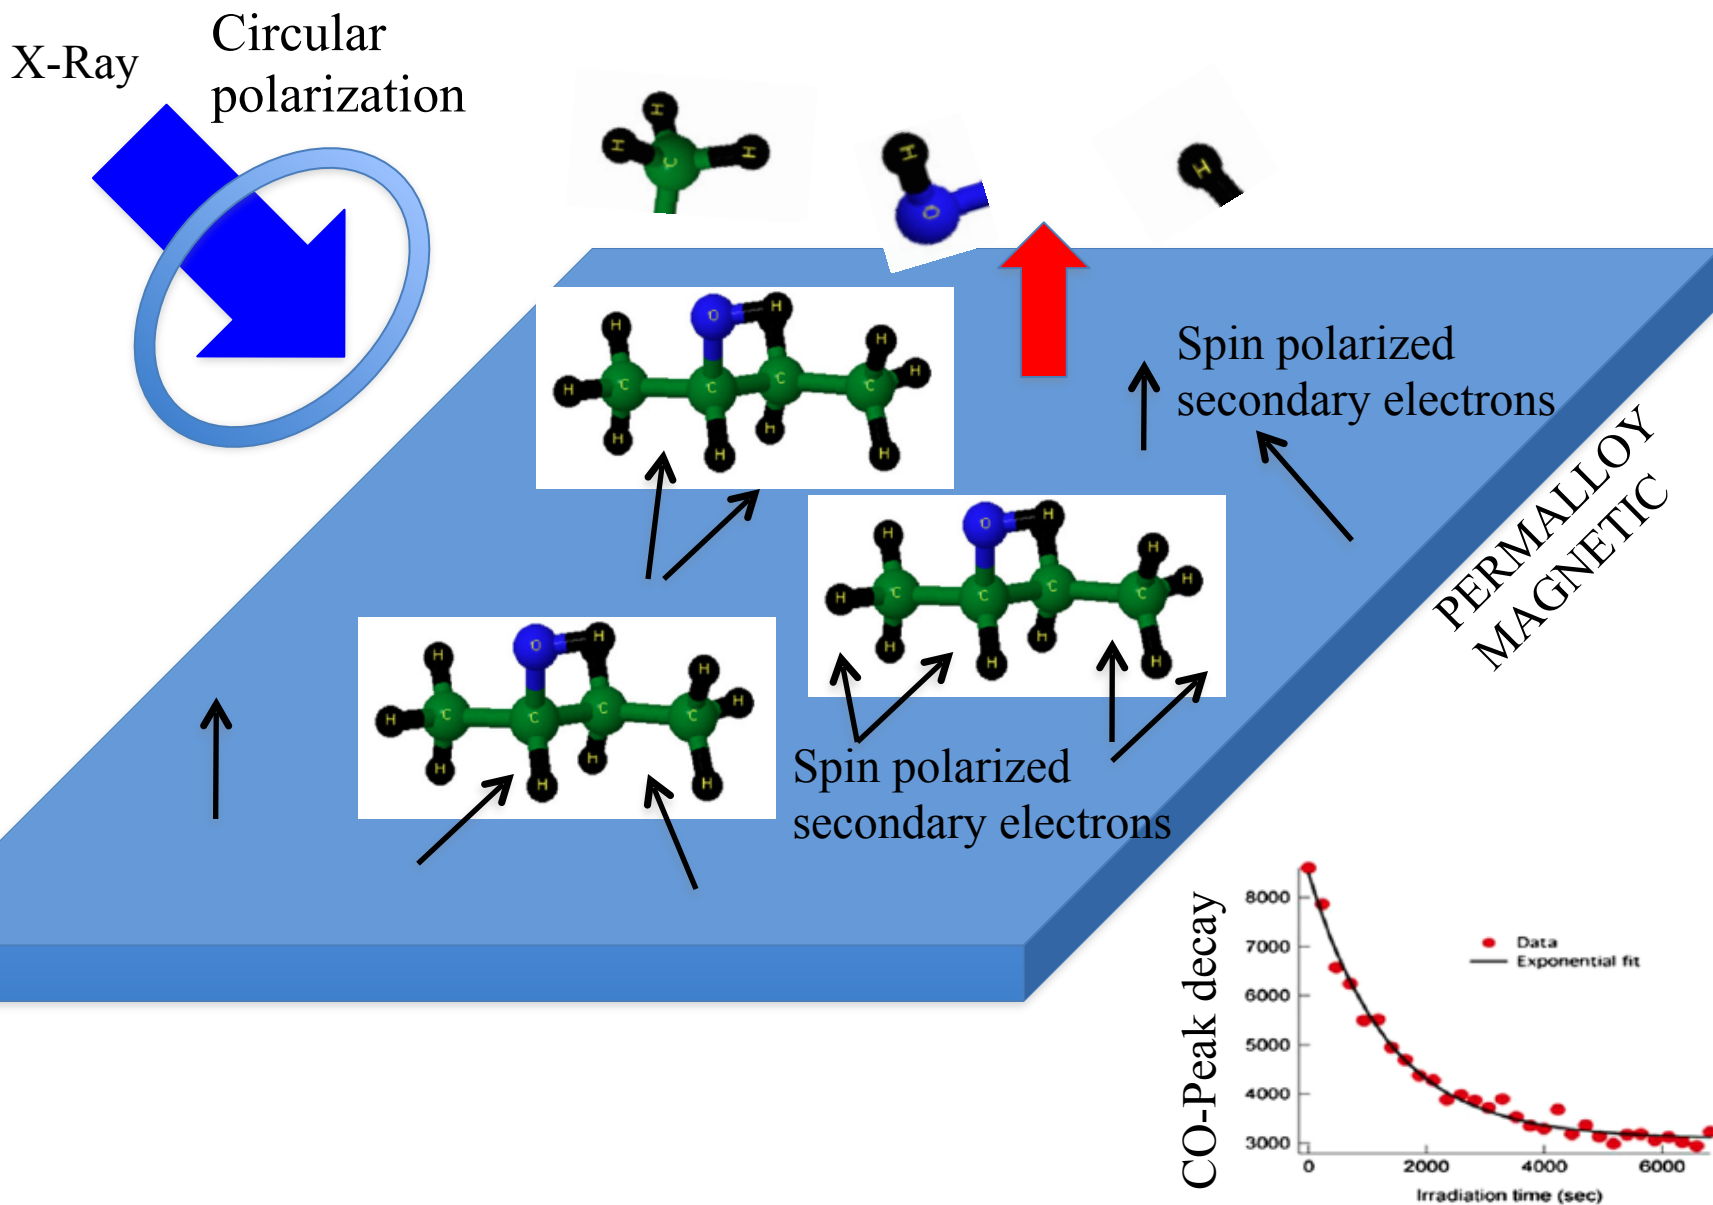 X-Ray
Circular
polarization
H
H
H
C
H
O
H
O
H
H
H
H
H
C
C
C
C
H
H
H
H
Spin polarized
secondary electrons
PERMALLOY
MAGNETIC
O
H
H
H
H
H
C
C
C
C
H
H
H
H
O
H
H
H
H
H
C
C
C
C
H
H
H
H
Spin polarized
secondary electrons
CO-Peak decay
8000
7000
6000
5000
4000
3000
Data
Exponential fit
0
2000
4000
6000
Irradiation time (sec)